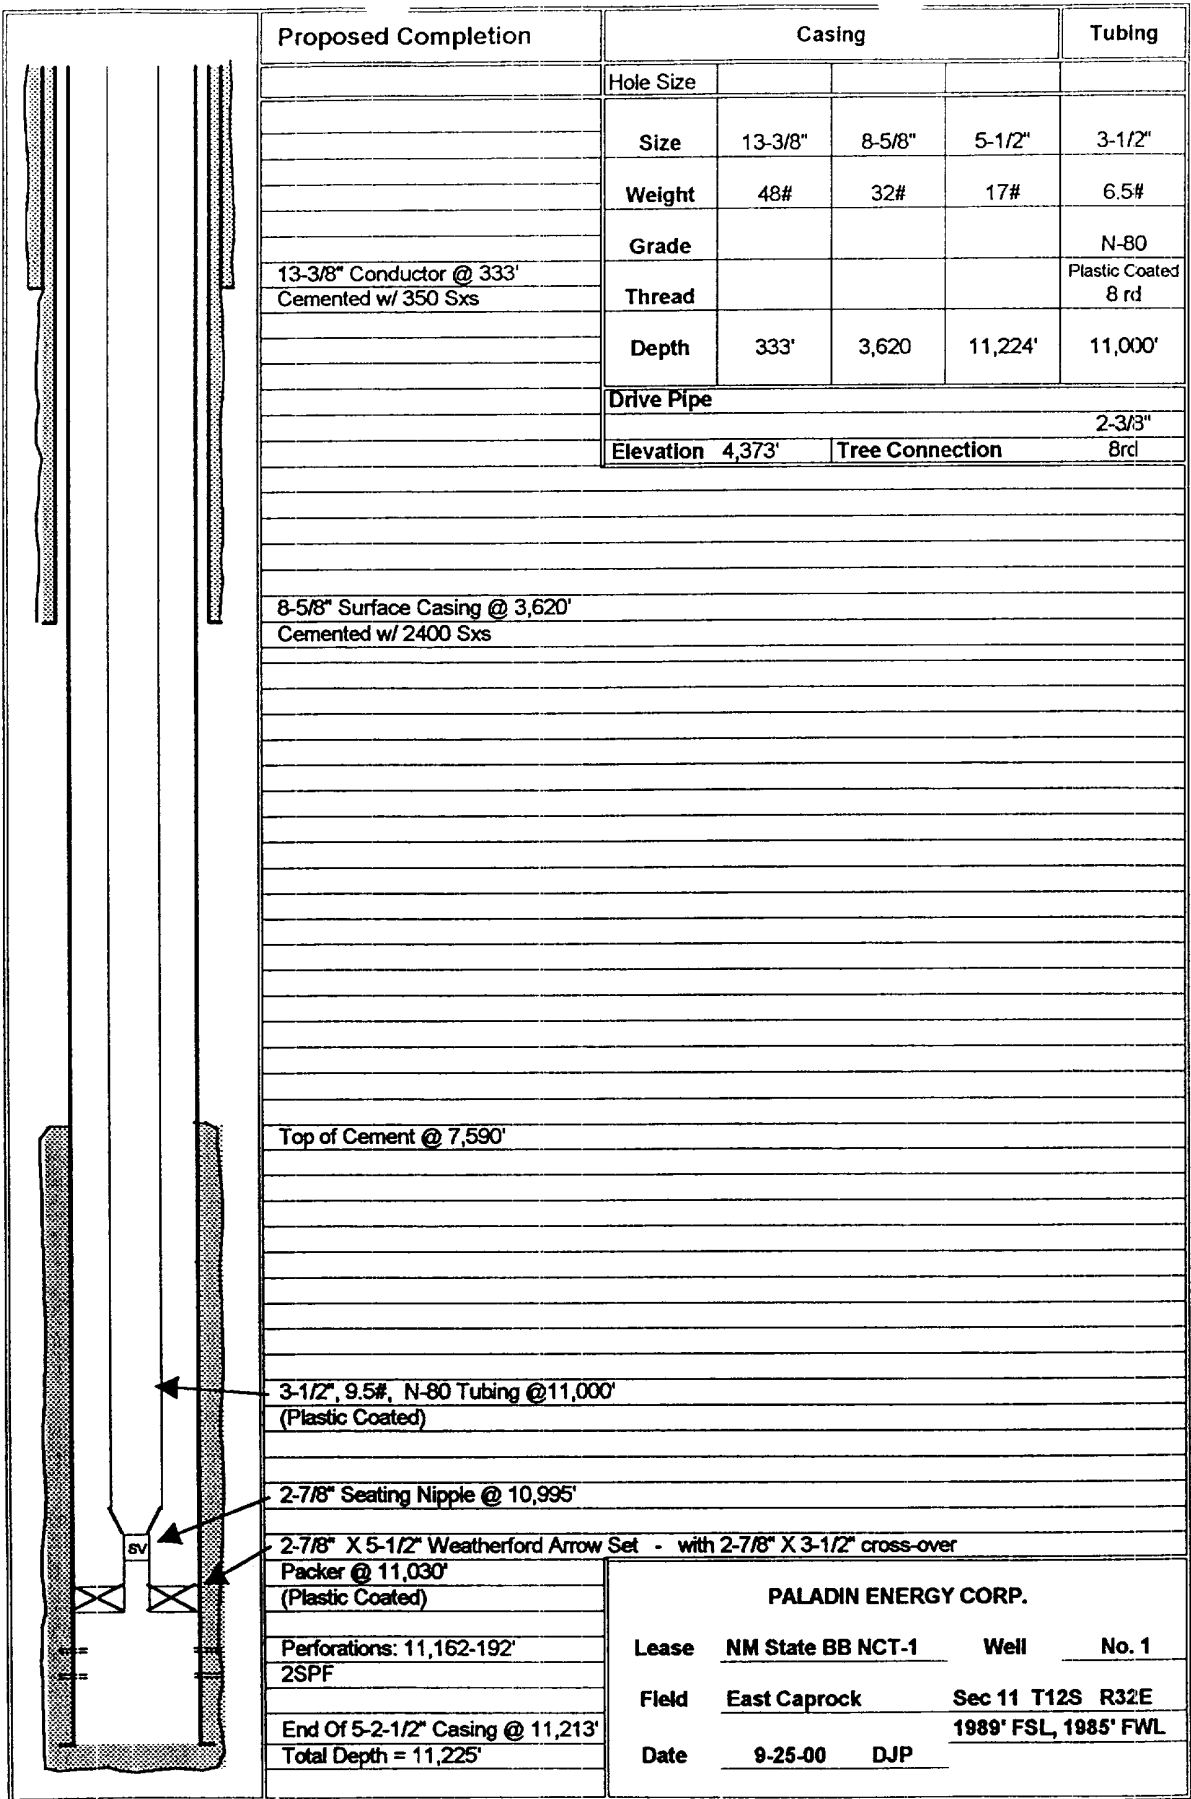 Proposed Completion
Casing
Tubing
Hole Size
Size 13-3/8" 8-5/8" 5-1/2" 3-1/2"
Weight 48# 32# 17# 6.5#
Grade N-80
Plastic Coated
Thread 8 rd
Depth 333' 3,620 11,224' 11,000'
Drive Pipe
2-3/8"
Elevation 4,373' Tree Connection 8rd
13-3/8" Conductor @ 333'
Cemented w/ 350 Sxs
8-5/8" Surface Casing @ 3,620'
Cemented w/ 2400 Sxs
Top of Cement @ 7,590'
3-1/2", 9.5#, N-80 Tubing @11,000'
(Plastic Coated)
2-7/8" Seating Nipple @ 10,995'
SV
2-7/8" X 5-1/2" Weatherford Arrow Set - with 2-7/8" X 3-1/2" cross-over
Packer @ 11,030'
(Plastic Coated)
Perforations: 11,162-192'
2SPF
End Of 5-2-1/2" Casing @ 11,213'
Total Depth = 11,225'
PALADIN ENERGY CORP.
Lease NM State BB NCT-1 Well No. 1
Field East Caprock Sec 11 T12S R32E
1989' FSL, 1985' FWL
Date 9-25-00 DJP